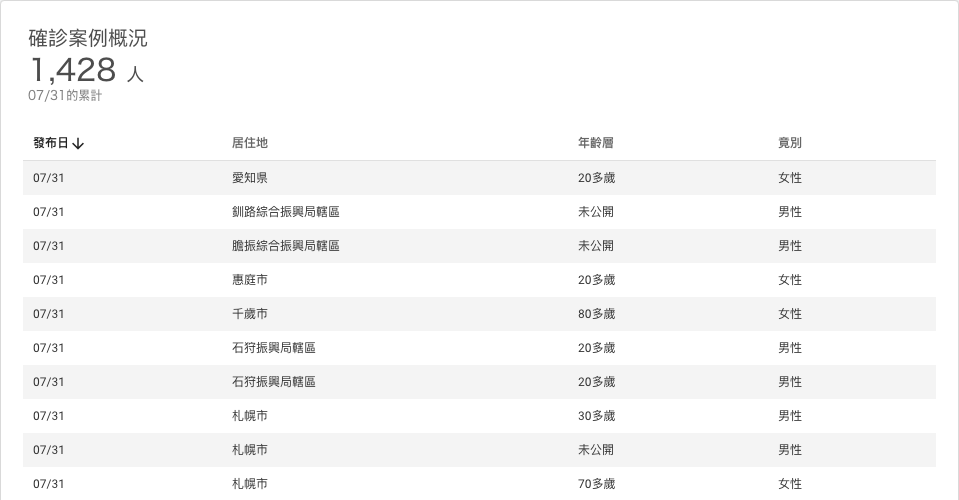 確診案例概況
1,428 人
07/31的累計
發布日↓ 居住地 年齡層 竟別
07/31 愛知県 20多歲 女性
07/31 釧路綜合振興局轄區 未公開 男性
07/31 膽振綜合振興局轄區 未公開 男性
07/31 惠庭市 20多歲 女性
07/31 千歲市 80多歲 女性
07/31 石狩振興局轄區 20多歲 男性
07/31 石狩振興局轄區 20多歲 男性
07/31 札幌市 30多歲 男性
07/31 札幌市 未公開 男性
07/31 札幌市 70多歲 女性